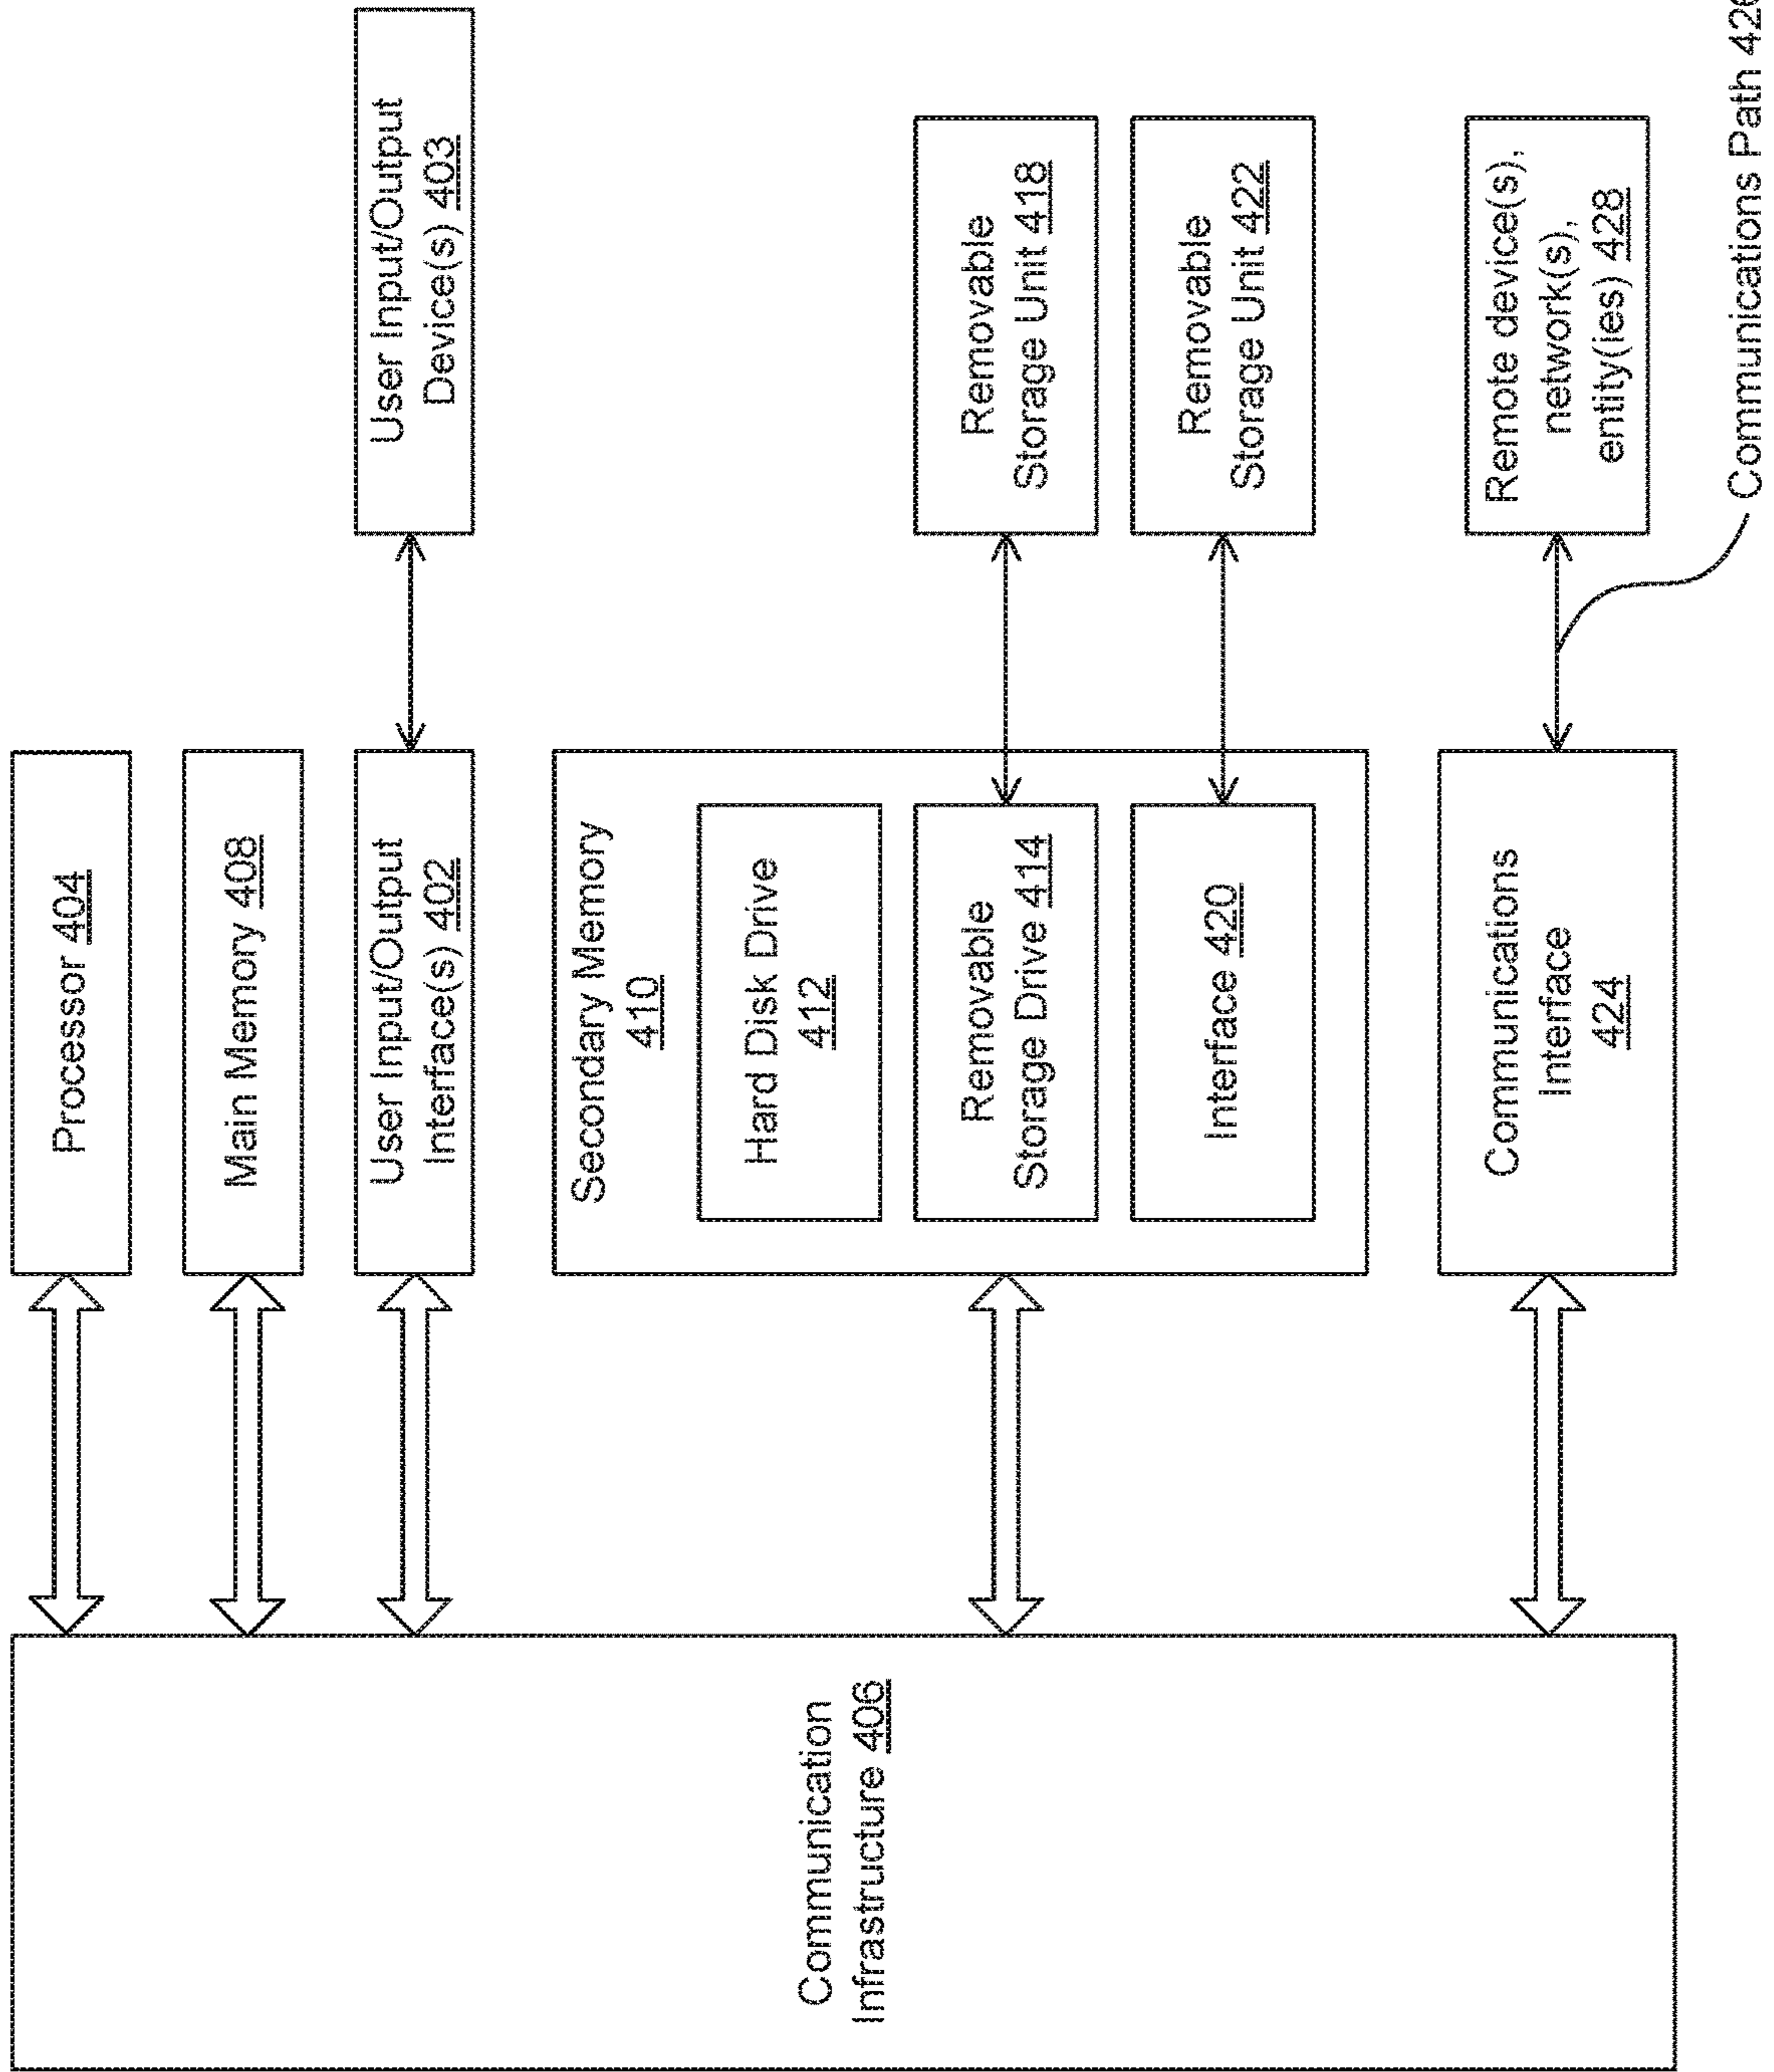 Processor 404
Main Memory 408
User Input/Output
Interface(s) 402
User Input/Output
Device(s) 403
Communication
Infrastructure 406
Secondary Memory
410
Hard Disk Drive
412
Removable
Storage Drive 414
Removable
Storage Unit 418
Interface 420
Removable
Storage Unit 422
Communications
Interface
424
Remote device(s),
network(s),
entity(ies) 428
Communications Path 426